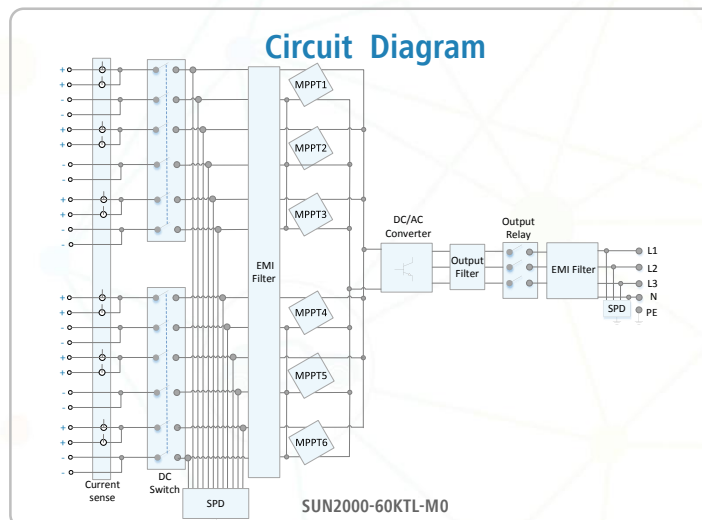 Circuit Diagram
+
+
-
-
+
+
-
-
+
+
-
-
+
+
-
-
+
+
-
-
+
+
-
-
Current
sense
DC
Switch
SPD
EMI
Filter
MPPT1
MPPT2
MPPT3
MPPT4
MPPT5
MPPT6
DC/AC
Converter
Output
Filter
Output
Relay
EMI Filter
L1
L2
L3
N
PE
SPD
SUN2000-60KTL-M0